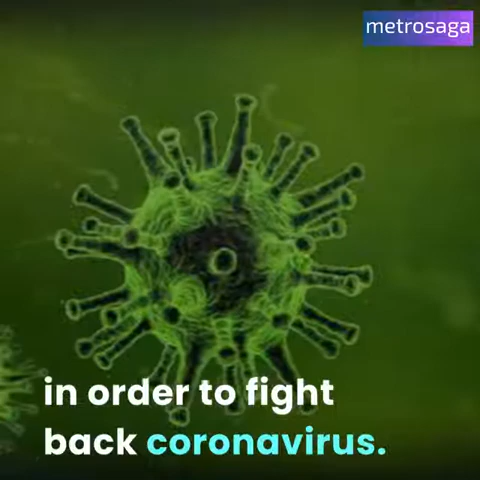 metrosaga
in order to fight
back coronavirus.